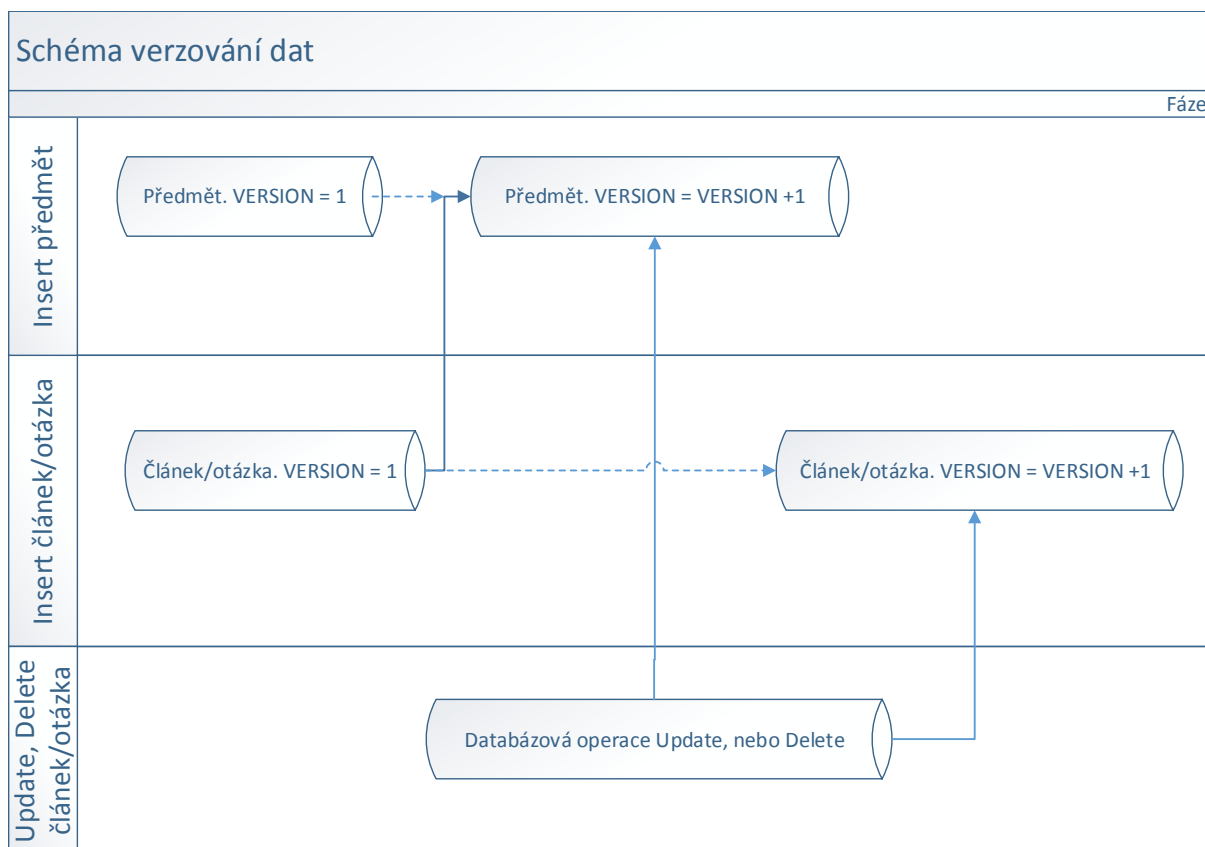 Schéma verzování dat
Fáze
Insert předmět
Předmět. VERSION = 1
Předmět. VERSION = VERSION +1
Insert článek/otázka
Článek/otázka. VERSION = 1
Článek/otázka. VERSION = VERSION +1
Update, Delete
článek/otázka
Databázová operace Update, nebo Delete